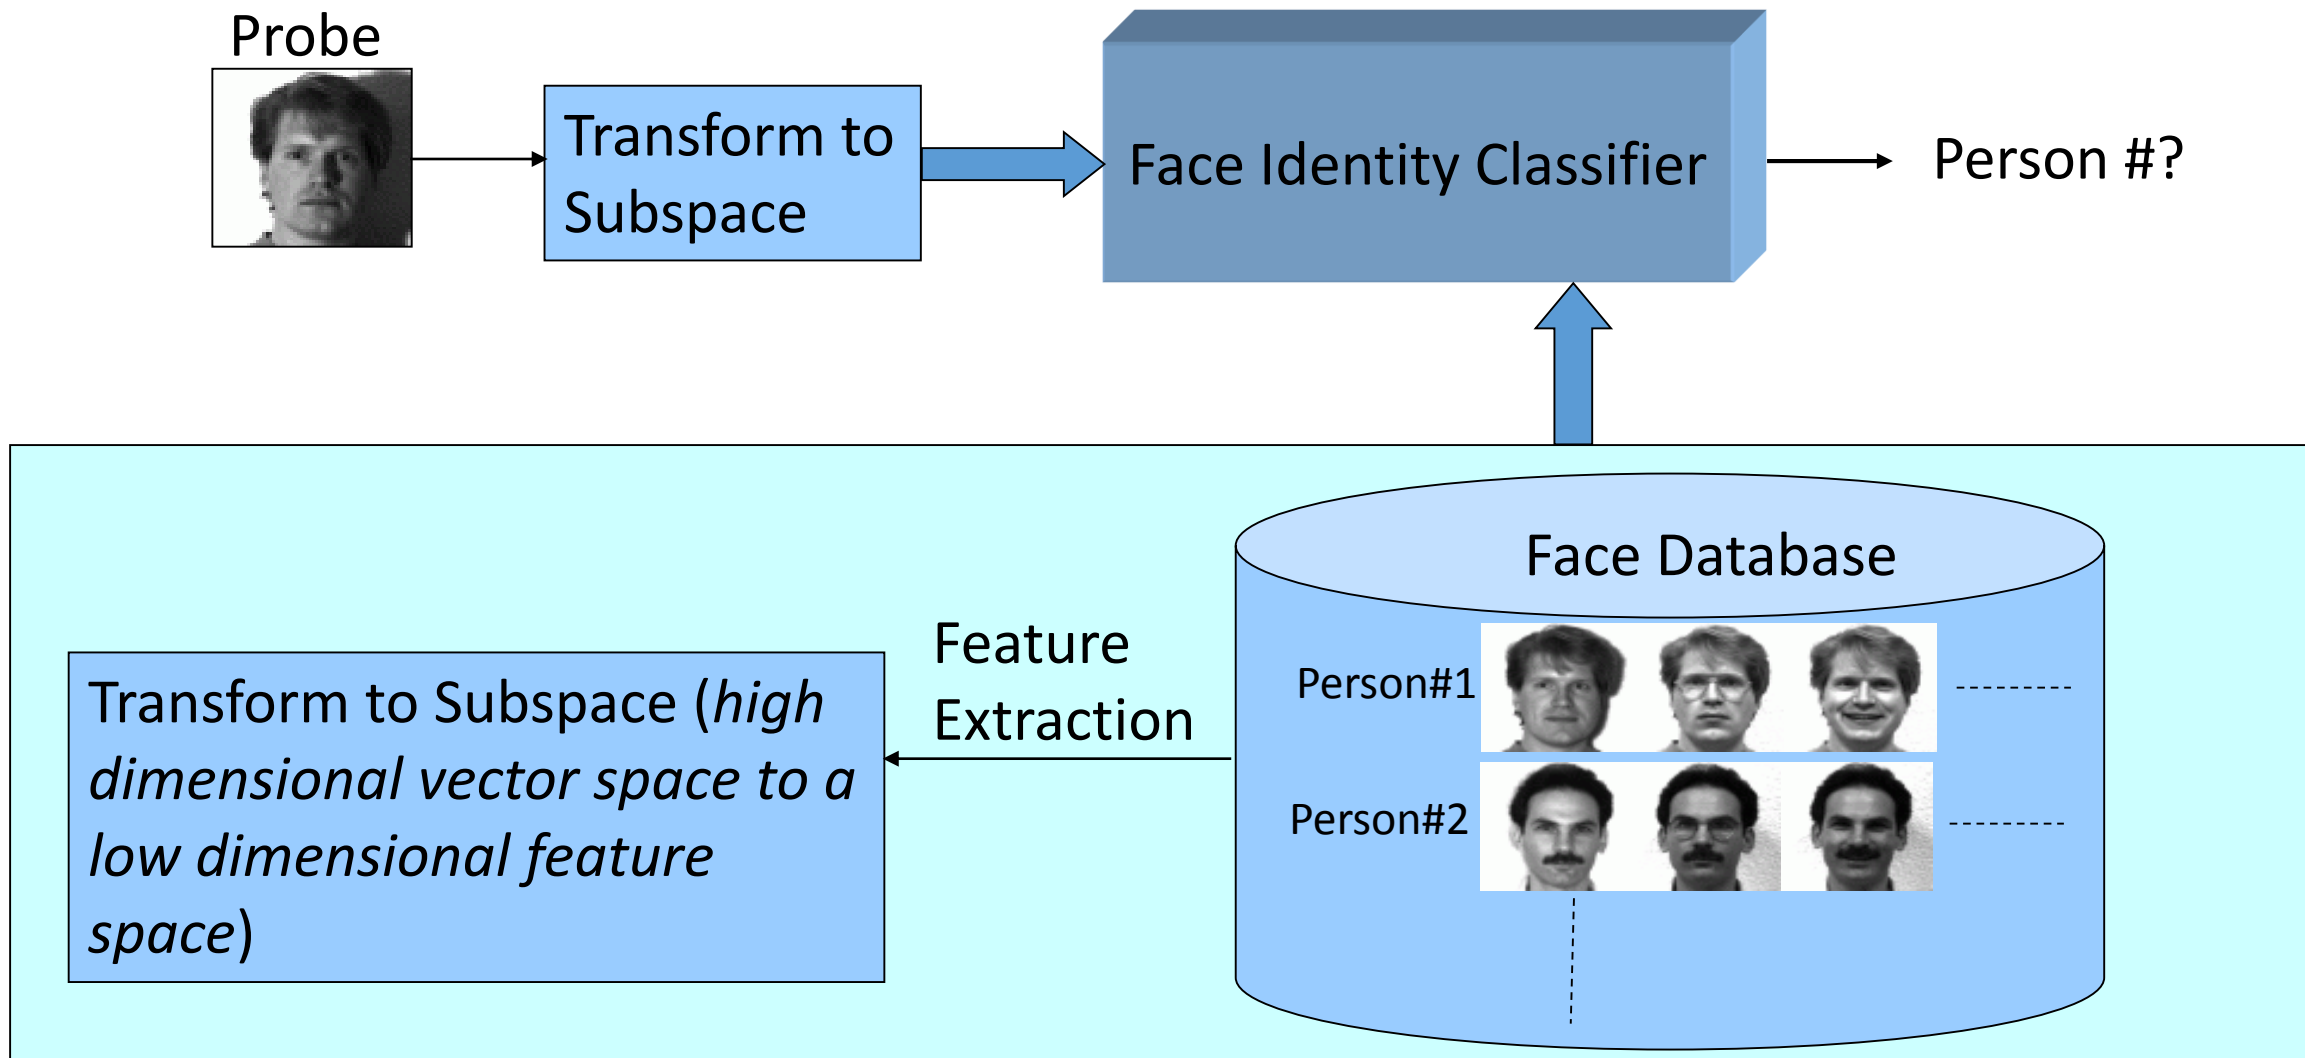 Probe
Transform to
Subspace
Face Identity Classifier
Person #?
Face Database
Feature
Extraction
Person#1
Person#2
Transform to Subspace (high
dimensional vector space to a
low dimensional feature
space)